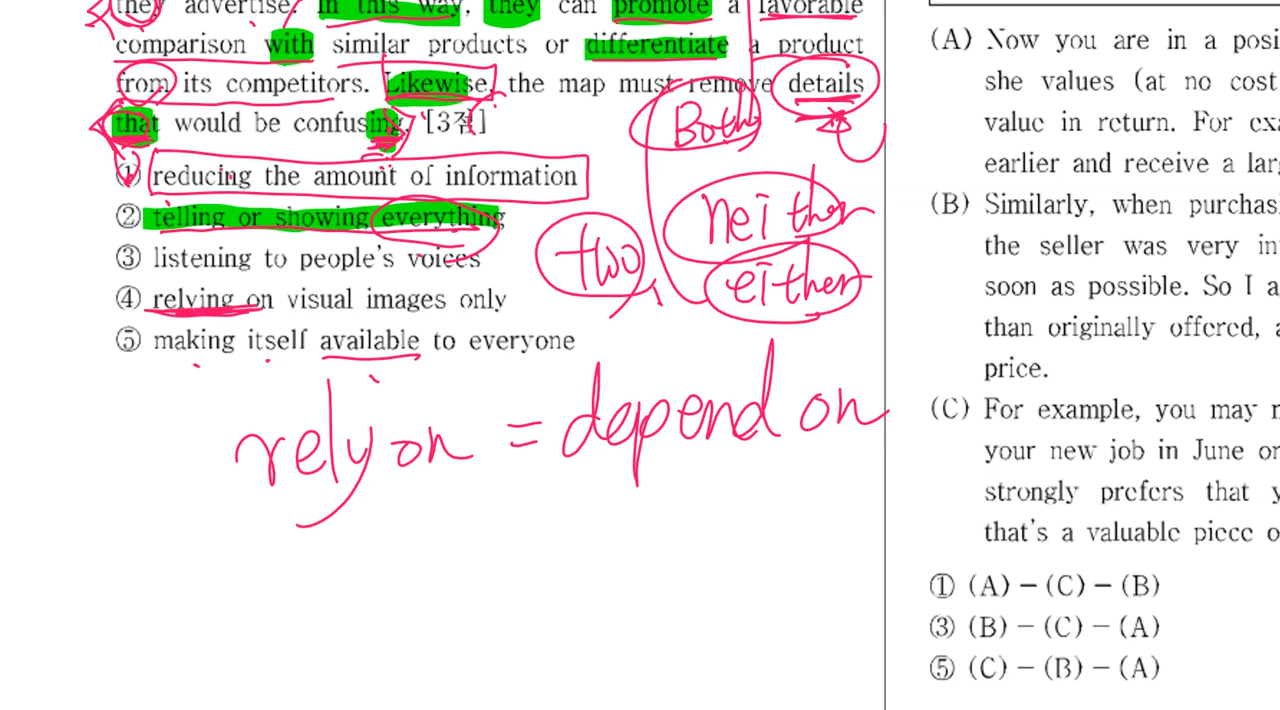 they advertise. In this way, they can promote a favorable
comparison with similar products or differentiate a product
from its competitors. Likewise, the map must remove details
that would be confusing. [3점]
① reducing the amount of information
② telling or showing everything
③ listening to people's voices
④ relying on visual images only
⑤ making itself available to everyone
Both
neither
two
either
rely on = depend on
(A) Now you are in a posi
she values (at no cost
value in return. For exa
earlier and receive a larg
(B) Similarly, when purchas
the seller was very in
soon as possible. So I a
than originally offered, a
price.
(C) For example, you may n
your new job in June or
strongly prefers that y
that's a valuable piece o
① (A) － (C) － (B)
③ (B) － (C) － (A)
⑤ (C) － (B) － (A)